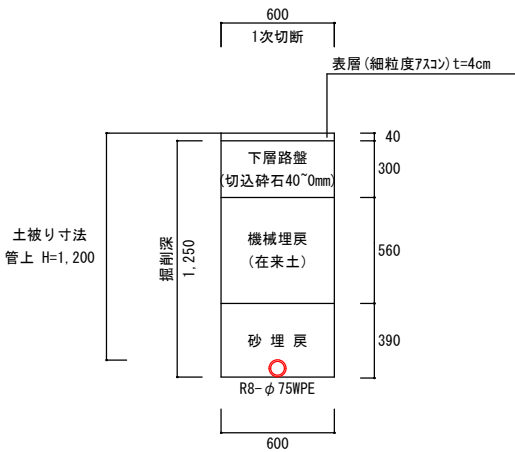 600
1次切断
表層(細粒度アスコン)t=4cm
40
下層路盤
(切込砕石40~0mm)
300
土被り寸法
管上 H=1,200
掘削深
1,250
機械埋戻
(在来土)
560
砂 埋 戻
390
R8-φ75WPE
600